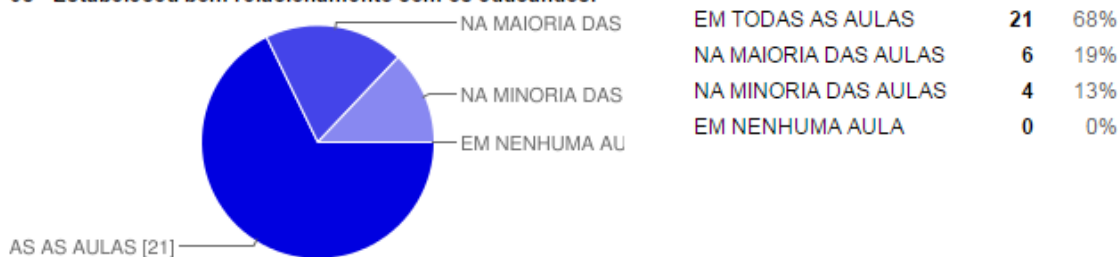 NA MAIORIA DAS
NA MINORIA DAS
EM NENHUMA AU
AS AS AULAS [21]
EM TODAS AS AULAS 21 68%
NA MAIORIA DAS AULAS 6 19%
NA MINORIA DAS AULAS 4 13%
EM NENHUMA AULA 0 0%